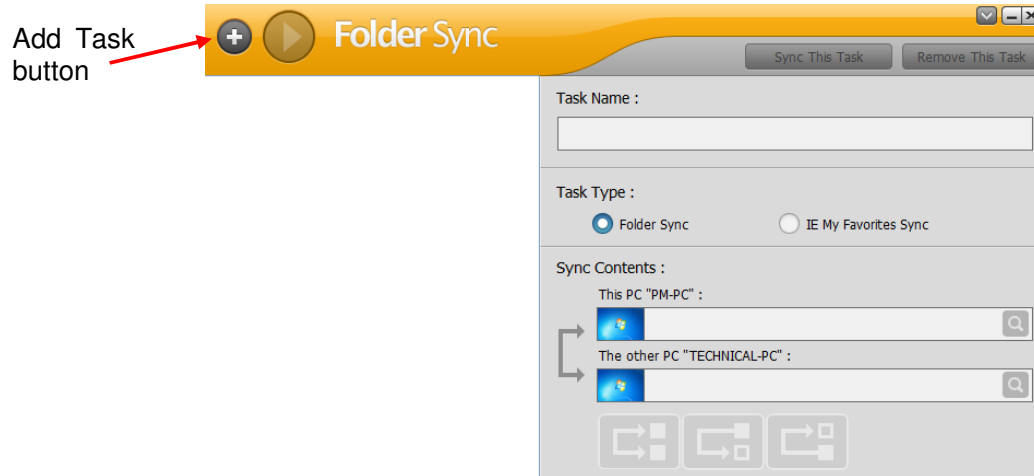 Add Task
button
Folder Sync
Sync This Task
Remove This Task
Task Name :
Task Type :
Folder Sync
IE My Favorites Sync
Sync Contents :
This PC "PM-PC" :
The other PC "TECHNICAL-PC" :